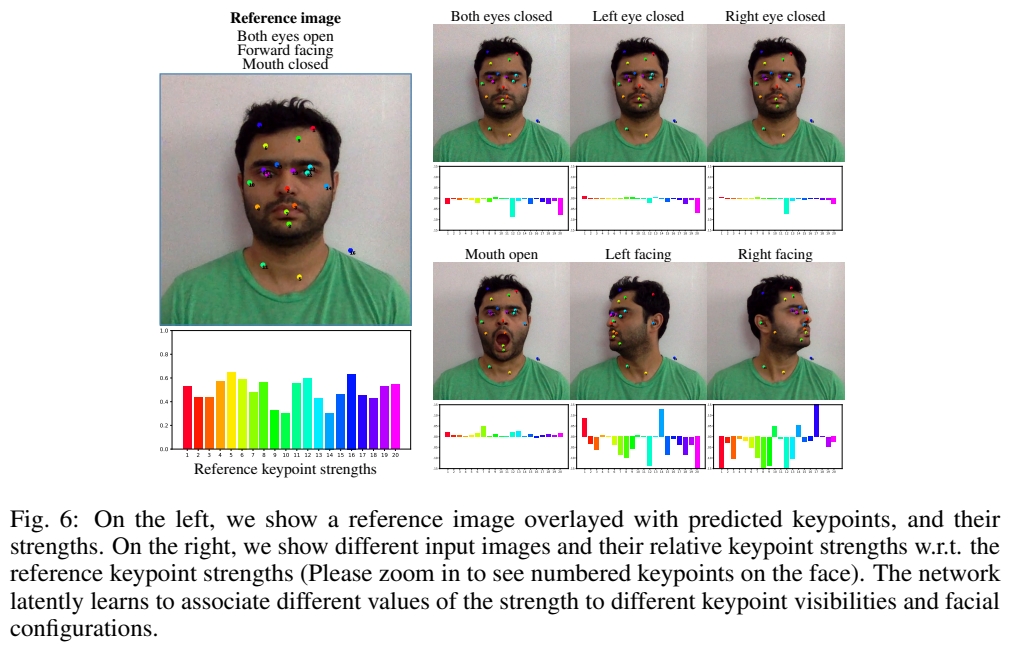 Reference image
Both eyes open
Forward facing
Mouth closed
1.0
0.8
0.6
0.4
0.2
0.0
1 2 3 4 5 6 7 8 9 10 11 12 13 14 15 16 17 18 19 20
Reference keypoint strengths
Both eyes closed
Left eye closed
Right eye closed
Mouth open
Left facing
Right facing
Fig. 6: On the left, we show a reference image overlayed with predicted keypoints, and their
strengths. On the right, we show different input images and their relative keypoint strengths w.r.t. the
reference keypoint strengths (Please zoom in to see numbered keypoints on the face). The network
latently learns to associate different values of the strength to different keypoint visibilities and facial
configurations.